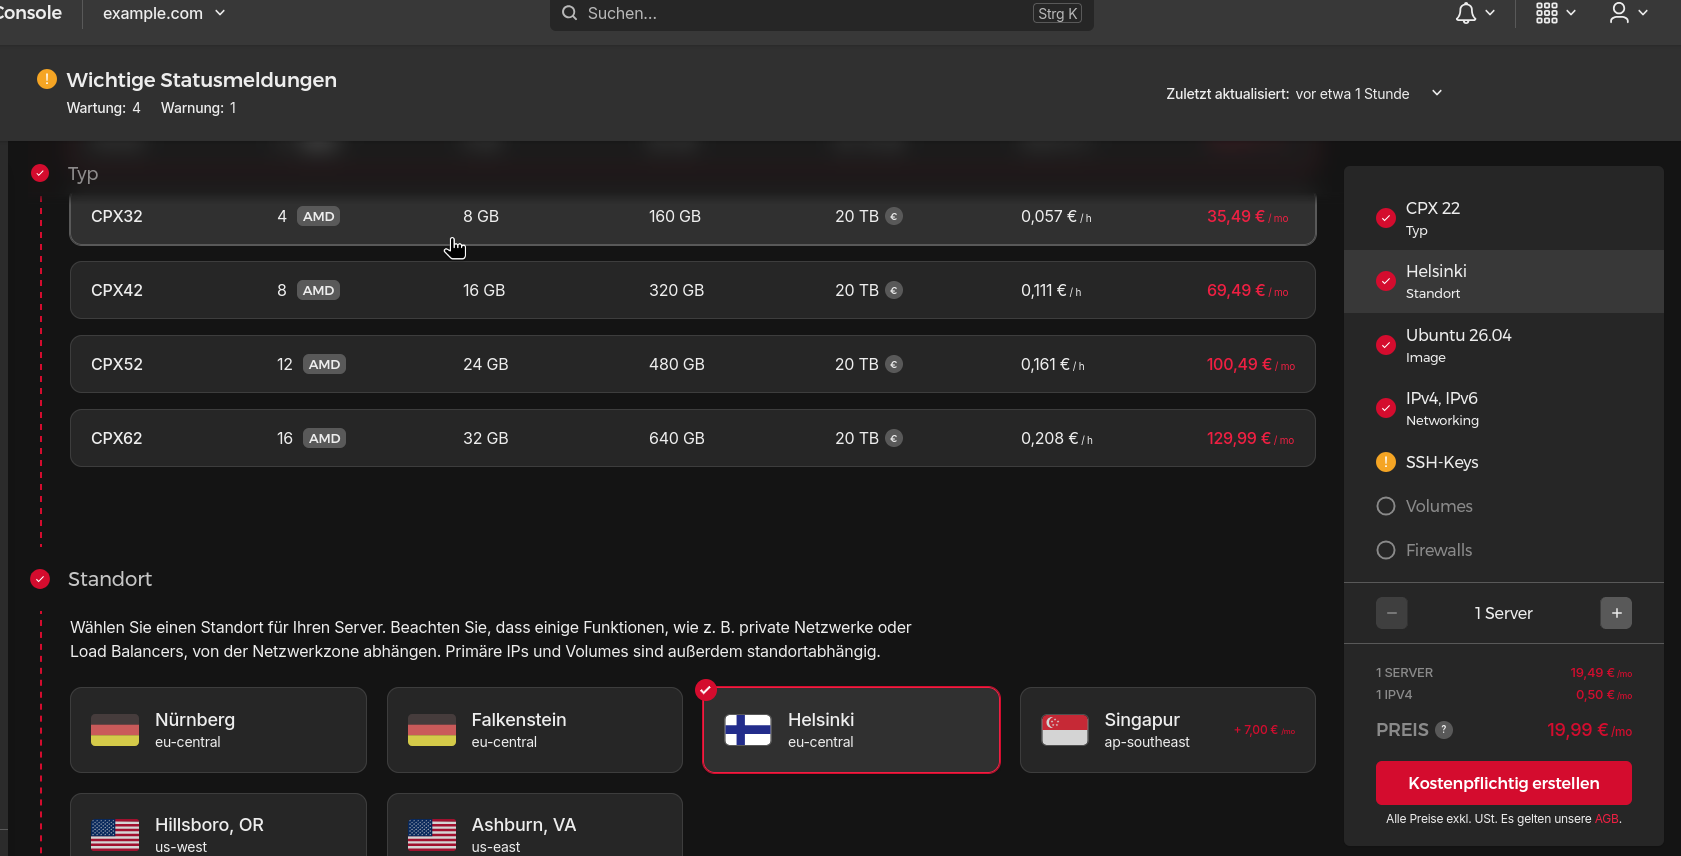 Console
example.com
Suchen...
Strg K
Wichtige Statusmeldungen
Wartung: 4 Warnung: 1
Zuletzt aktualisiert: vor etwa 1 Stunde
Typ
CPX32 4 AMD 8 GB 160 GB 20 TB € 0,057 € / h 35,49 € / mo
CPX42 8 AMD 16 GB 320 GB 20 TB € 0,111 € / h 69,49 € / mo
CPX52 12 AMD 24 GB 480 GB 20 TB € 0,161 € / h 100,49 € / mo
CPX62 16 AMD 32 GB 640 GB 20 TB € 0,208 € / h 129,99 € / mo
Standort
Wählen Sie einen Standort für Ihren Server. Beachten Sie, dass einige Funktionen, wie z. B. private Netzwerke oder
Load Balancers, von der Netzwerkzone abhängen. Primäre IPs und Volumes sind außerdem standortabhängig.
Nürnberg
eu-central
Falkenstein
eu-central
Helsinki
eu-central
Singapur
ap-southeast
+ 7,00 € /mo
Hillsboro, OR
us-west
Ashburn, VA
us-east
CPX 22
Typ
Helsinki
Standort
Ubuntu 26.04
Image
IPv4, IPv6
Networking
SSH-Keys
Volumes
Firewalls
1 Server
1 SERVER 19,49 € /mo
1 IPV4 0,50 € /mo
PREIS ? 19,99 € /mo
Kostenpflichtig erstellen
Alle Preise exkl. USt. Es gelten unsere AGB.